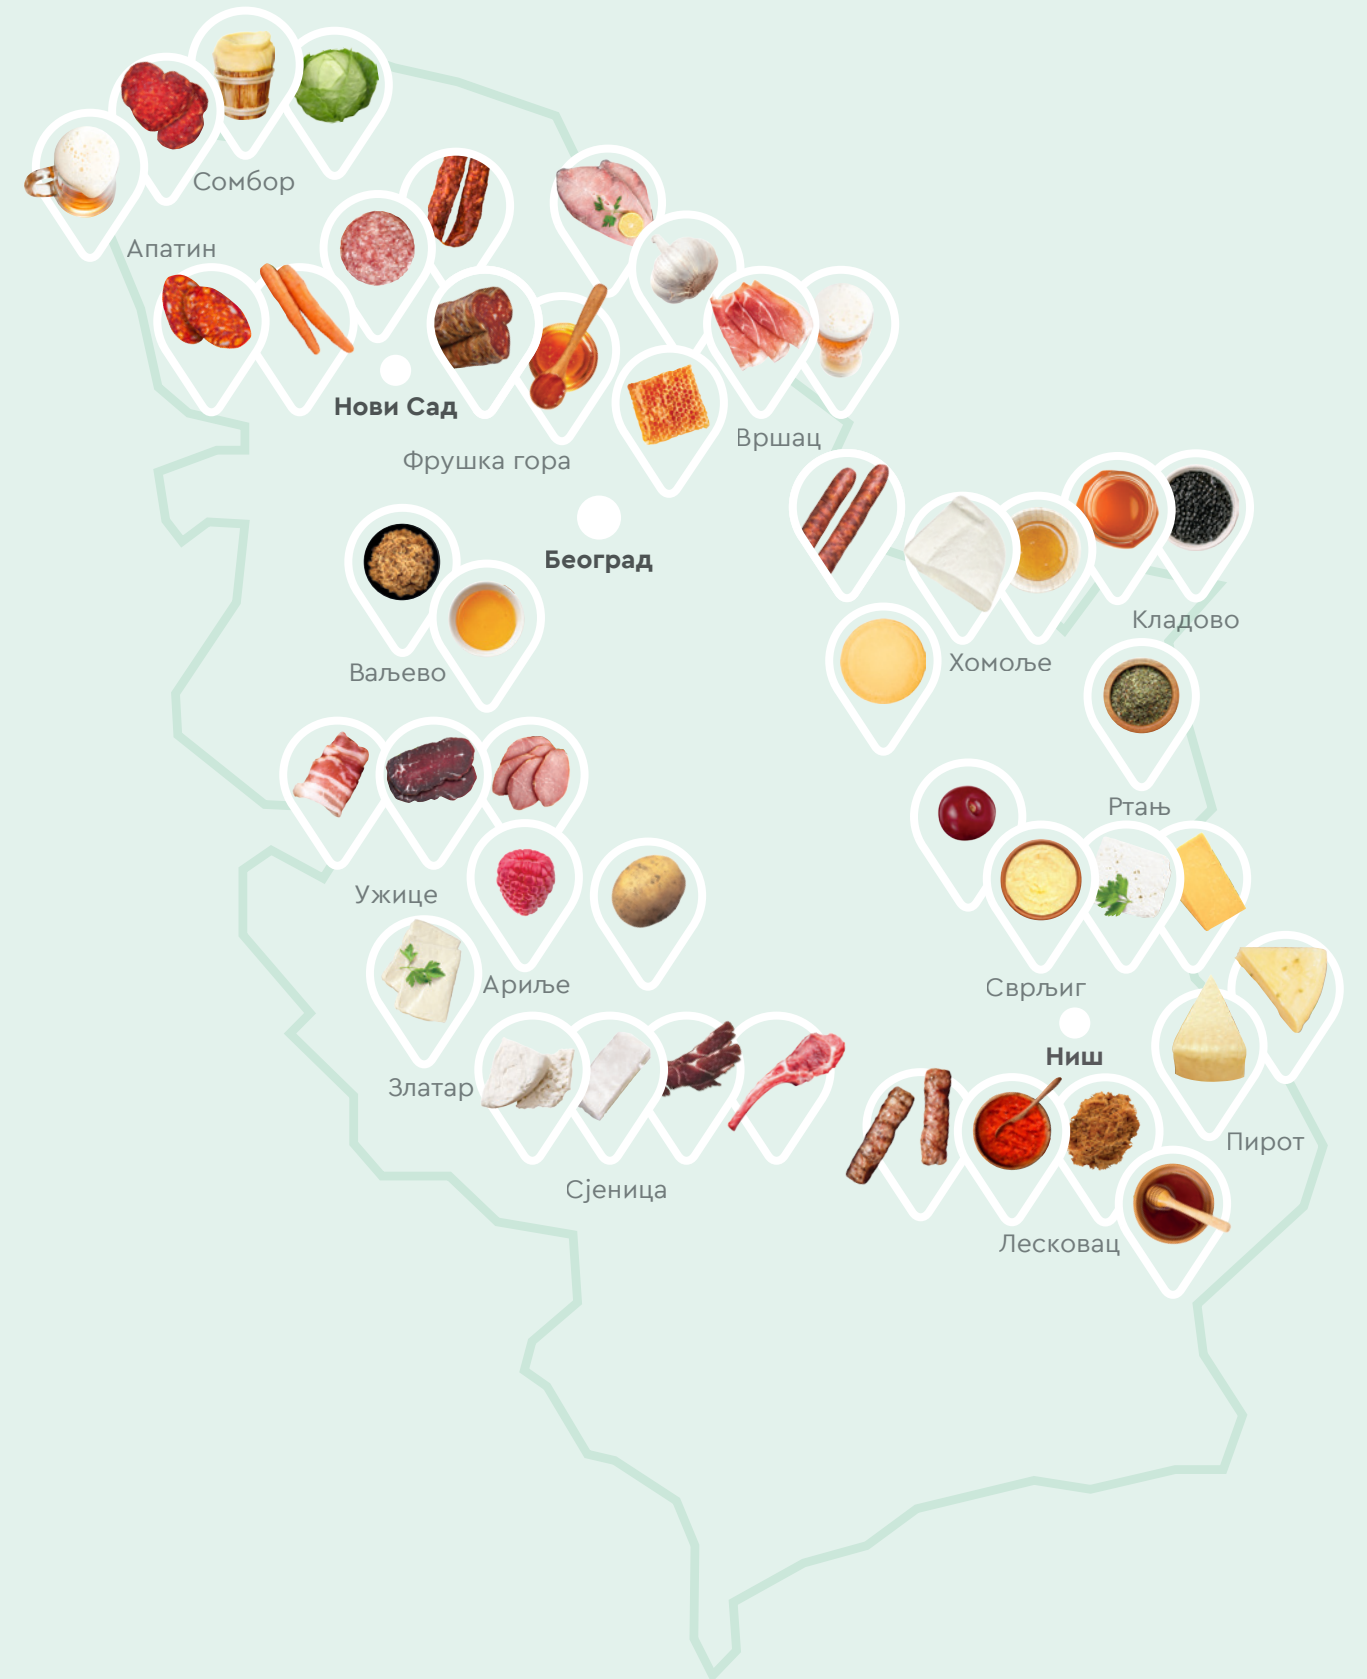 Сомбор
Апатин
Нови Сад
Вршац
Фрушка гора
Београд
Кладово
Хомоље
Ваљево
Ртањ
Ужице
Ариље
Сврљиг
Ниш
Златар
Пирот
Сјеница
Лесковац